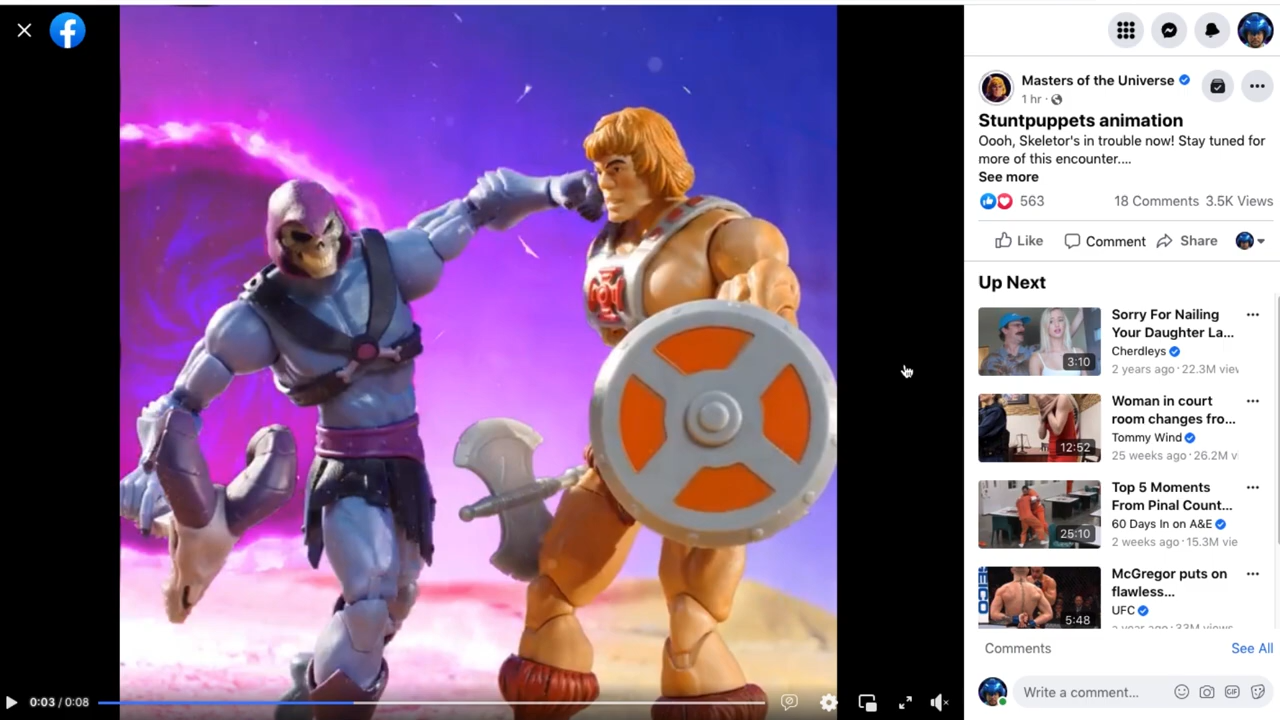 Masters of the Universe
1 hr ·
Stuntpuppets animation
Oooh, Skeletor's in trouble now! Stay tuned for
more of this encounter....
See more
563
18 Comments 3.5K Views
Like
Comment
Share
Up Next
Sorry For Nailing
Your Daughter La...
Cherdleys
2 years ago · 22.3M view
3:10
Woman in court
room changes fro...
Tommy Wind
25 weeks ago · 26.2M v
12:52
Top 5 Moments
From Pinal Count...
60 Days In on A&E
2 weeks ago · 15.3M vie
25:10
McGregor puts on
flawless...
UFC
a year ago · 33M views
5:48
Comments
See All
Write a comment...
GIF
0:03 / 0:08